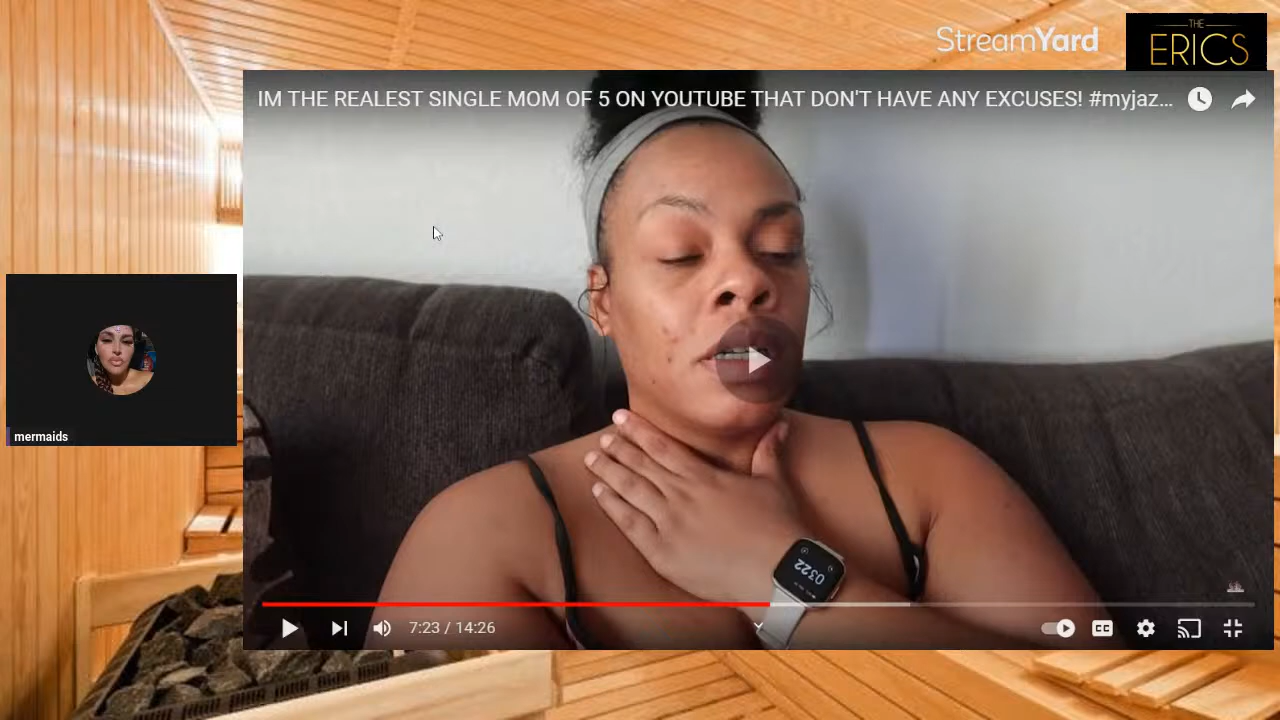 StreamYard
THE
ERICS
IM THE REALEST SINGLE MOM OF 5 ON YOUTUBE THAT DON'T HAVE ANY EXCUSES! #myjaz...
mermaids
03:22
7:23 / 14:26
CC